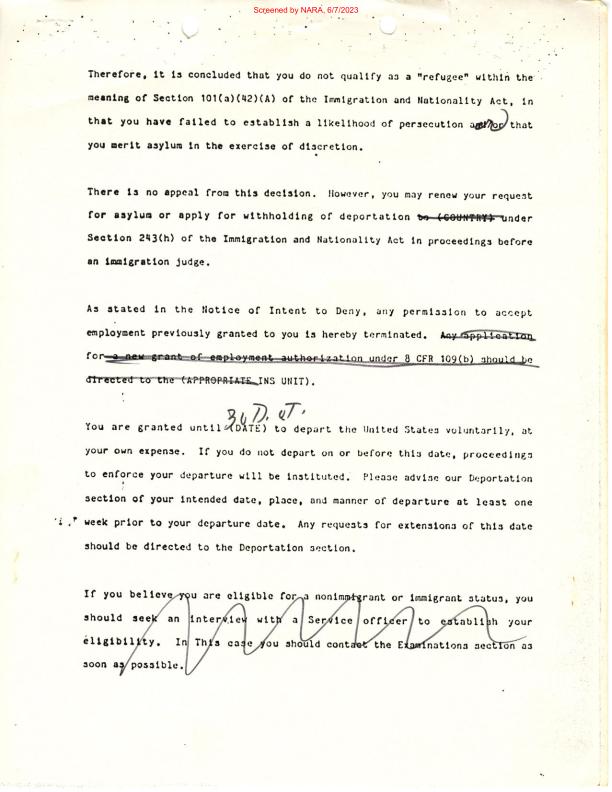 Screened by NARA, 6/7/2023
Therefore, it is concluded that you do not qualify as a "refugee" within the
meaning of Section 101(a)(42)(A) of the Immigration and Nationality Act, in
that you have failed to establish a likelihood of persecution and/or that
you merit asylum in the exercise of discretion.
There is no appeal from this decision. However, you may renew your request
for asylum or apply for withholding of deportation to (COUNTRY) under
Section 243(h) of the Immigration and Nationality Act in proceedings before
an immigration judge.
As stated in the Notice of Intent to Deny, any permission to accept
employment previously granted to you is hereby terminated. Any application
for a new grant of employment authorization under 8 CFR 109(b) should be
directed to the (APPROPRIATE INS UNIT).
You are granted until (DATE) to depart the United States voluntarily, at
your own expense. If you do not depart on or before this date, proceedings
to enforce your departure will be instituted. Please advise our Deportation
section of your intended date, place, and manner of departure at least one
week prior to your departure date. Any requests for extensions of this date
should be directed to the Deportation section.
If you believe you are eligible for a nonimmigrant or immigrant status, you
should seek an interview with a Service officer to establish your
eligibility. In This case you should contact the Examinations section as
soon as possible.